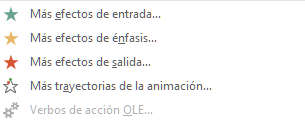 Más efectos de entrada...
Más efectos de énfasis...
Más efectos de salida...
Más trayectorias de la animación...
Verbos de acción OLE...